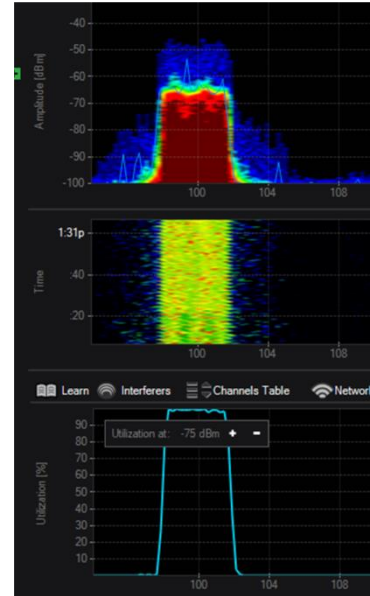 Amplitude [dBm]
-40
-50
-60
-70
-80
-90
-100
100 104 108
Time
1:31p
:40
:20
100 104 108
Learn Interferers Channels Table Network
Utilization [%]
90
80
70
60
50
40
30
20
10
Utilization at: -75 dBm + -
100 104 108